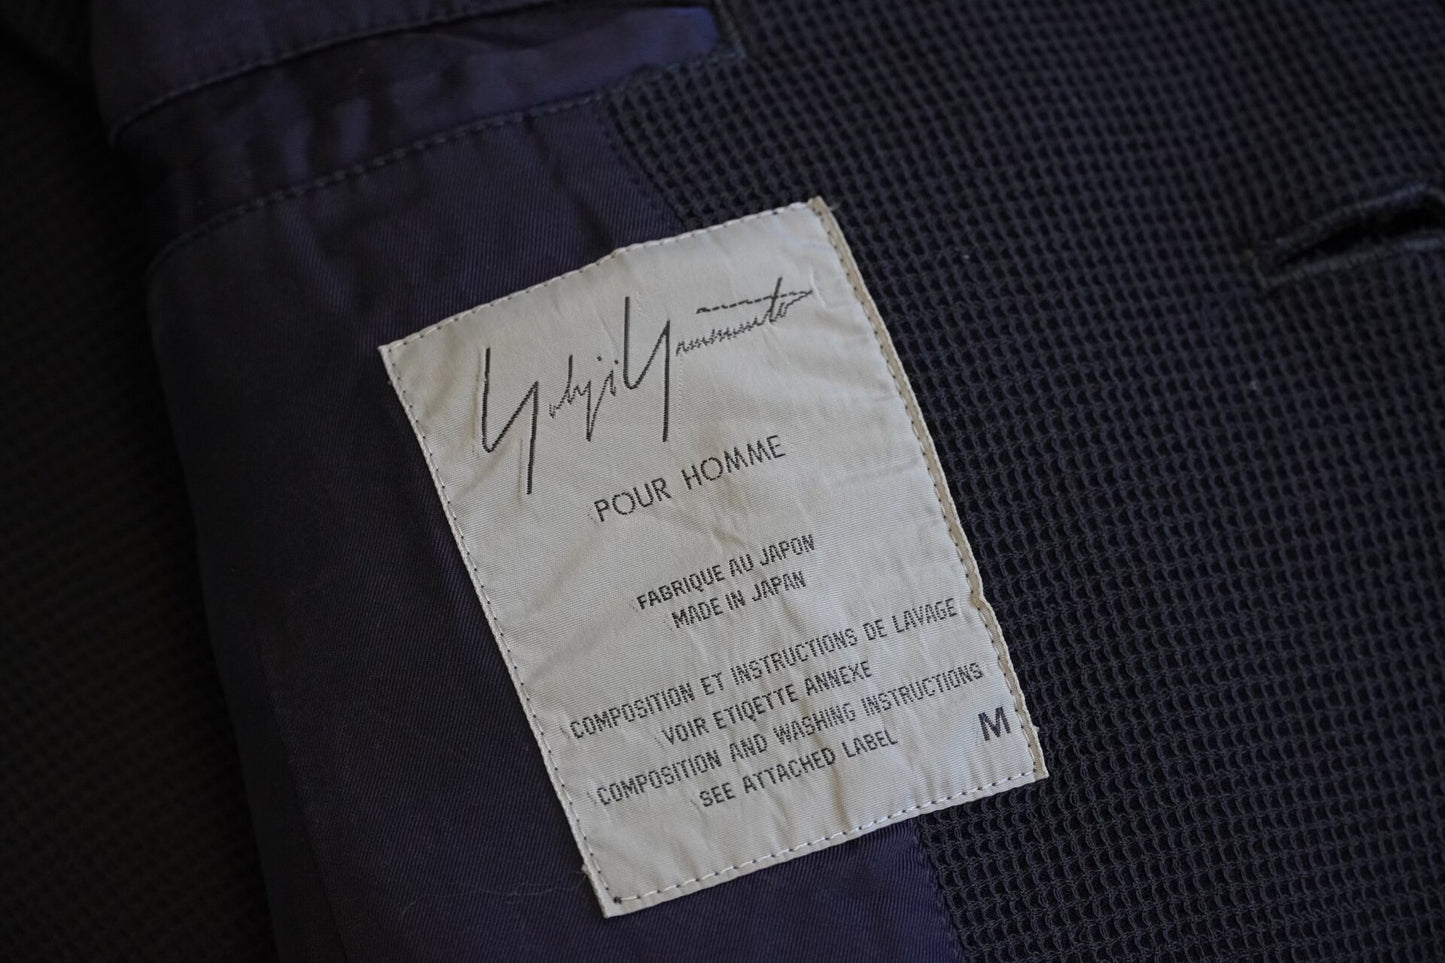 Yohji Yamamoto
POUR HOMME
FABRIQUE AU JAPON
MADE IN JAPAN
COMPOSITION ET INSTRUCTIONS DE LAVAGE
VOIR ETIQETTE ANNEXE
COMPOSITION AND WASHING INSTRUCTIONS
SEE ATTACHED LABEL
M